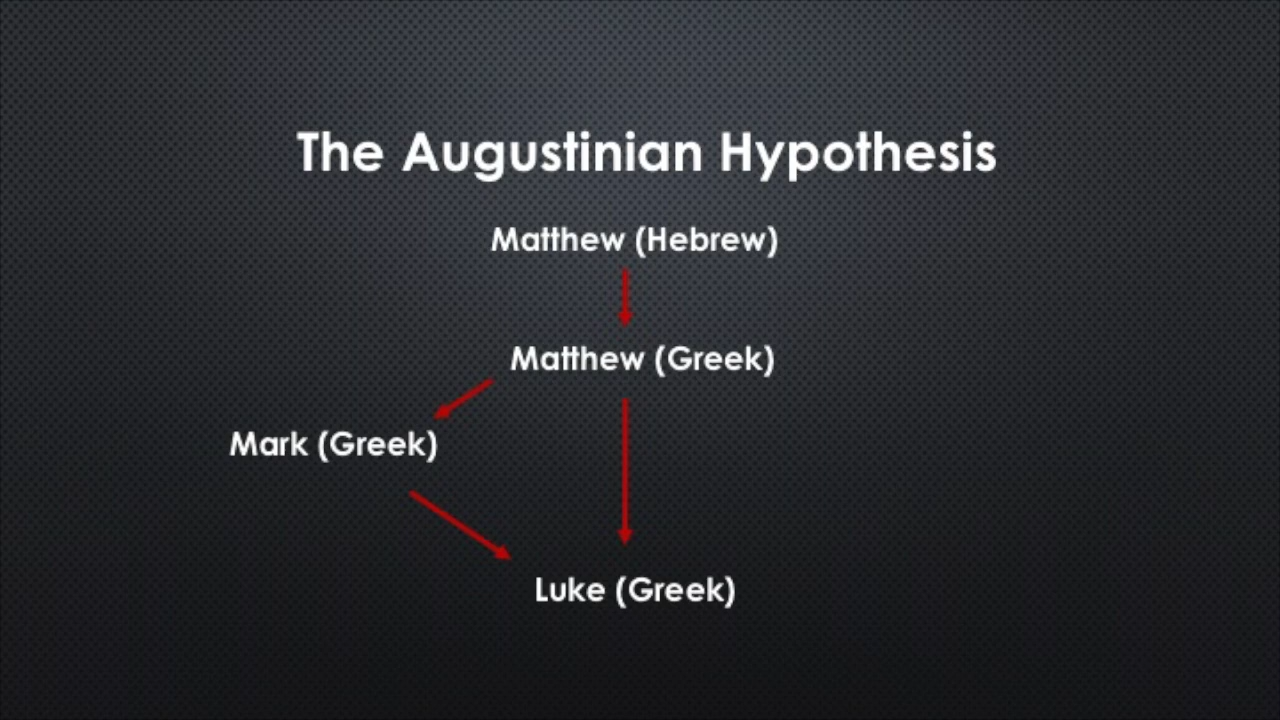 The Augustinian Hypothesis
Matthew (Hebrew)
Matthew (Greek)
Mark (Greek)
Luke (Greek)